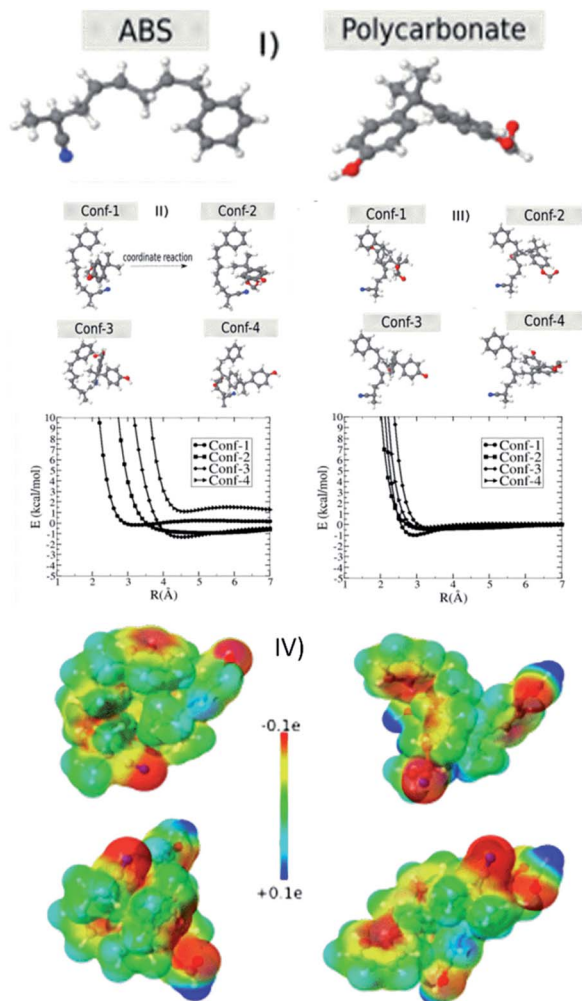 ABS I) Polycarbonate
Conf-1 II) Conf-2
coordinate reaction
Conf-3 Conf-4
Conf-1 III) Conf-2
Conf-3 Conf-4
E (kcal/mol)
10
9
8
7
6
5
4
3
2
1
0
-1
-2
-3
-4
-5
Conf-1
Conf-2
Conf-3
Conf-4
1 2 3 4 5 6 7
R(Å)
E (kcal/mol)
10
9
8
7
6
5
4
3
2
1
0
-1
-2
-3
-4
-5
Conf-1
Conf-2
Conf-3
Conf-4
1 2 3 4 5 6 7
R(Å)
IV)
-0.1e
+0.1e